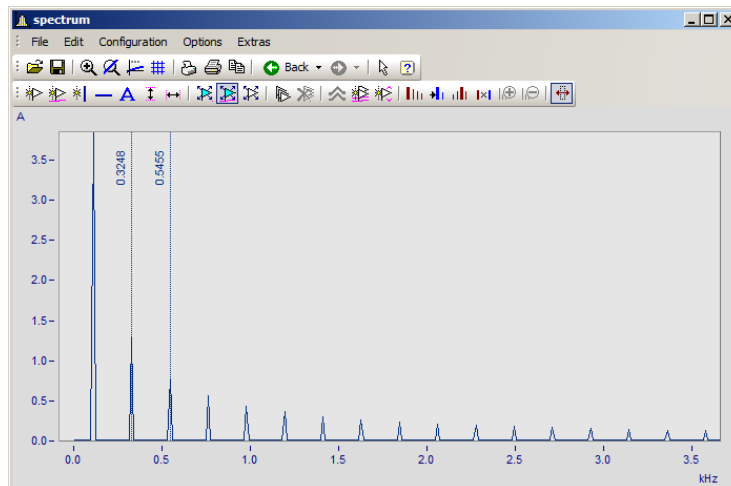 spectrum
File Edit Configuration Options Extras
Back
A
A
0.3248
0.5455
3.5
3.0
2.5
2.0
1.5
1.0
0.5
0.0
0.0 0.5 1.0 1.5 2.0 2.5 3.0 3.5
kHz